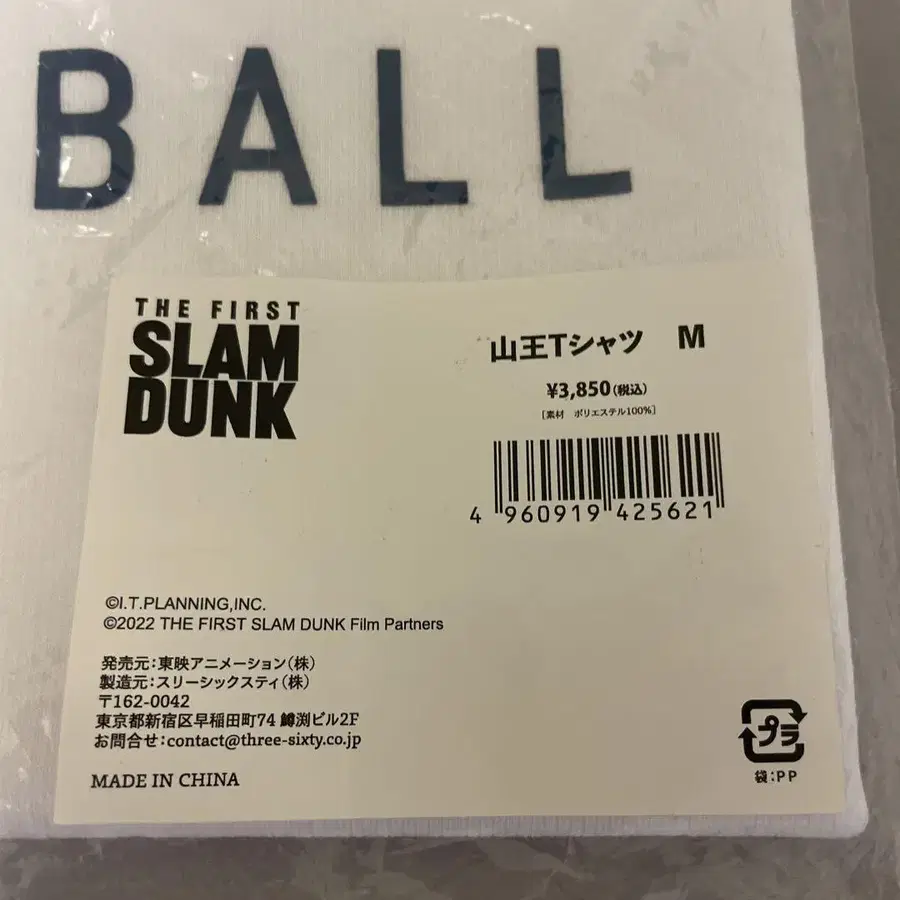 BALL
THE FIRST
SLAM
DUNK
山王Tシャツ M
¥3,850(税込)
[素材 ポリエステル100%]
4 960919 425621
©I.T.PLANNING,INC.
©2022 THE FIRST SLAM DUNK Film Partners
発売元:東映アニメーション(株)
製造元:スリーシックスティ(株)
〒162-0042
東京都新宿区早稲田町74 鱒渕ビル2F
お問合せ:contact@three-sixty.co.jp
MADE IN CHINA
プラ
袋:PP